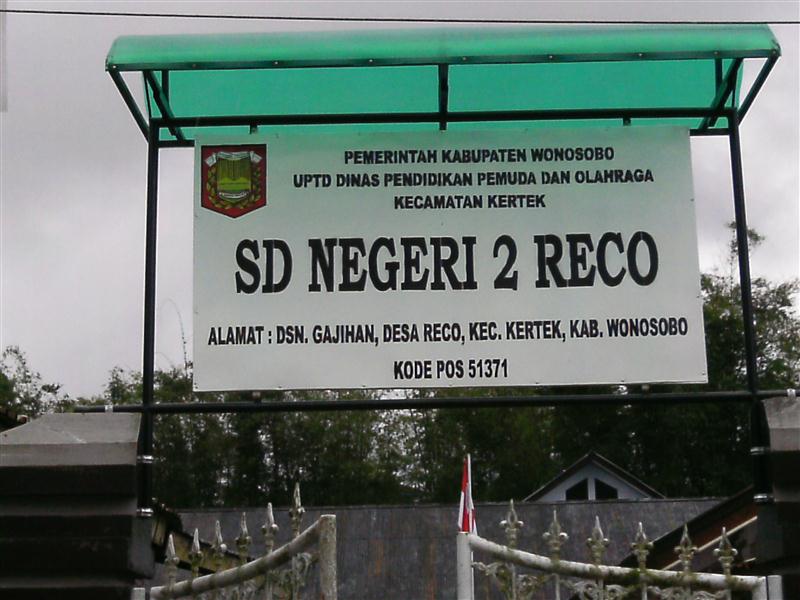 PEMERINTAH KABUPATEN WONOSOBO
UPTD DINAS PENDIDIKAN PEMUDA DAN OLAHRAGA
KECAMATAN KERTEK
SD NEGERI 2 RECO
ALAMAT : DSN. GAJIHAN, DESA RECO, KEC. KERTEK, KAB. WONOSOBO
KODE POS 51371